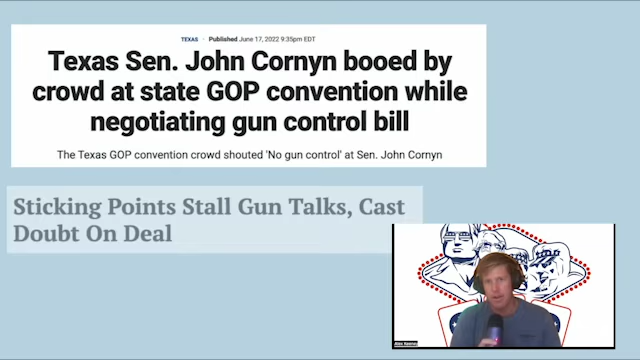 TEXAS · Published June 17, 2022 9:35pm EDT
Texas Sen. John Cornyn booed by
crowd at state GOP convention while
negotiating gun control bill
The Texas GOP convention crowd shouted 'No gun control' at Sen. John Cornyn
Sticking Points Stall Gun Talks, Cast
Doubt On Deal